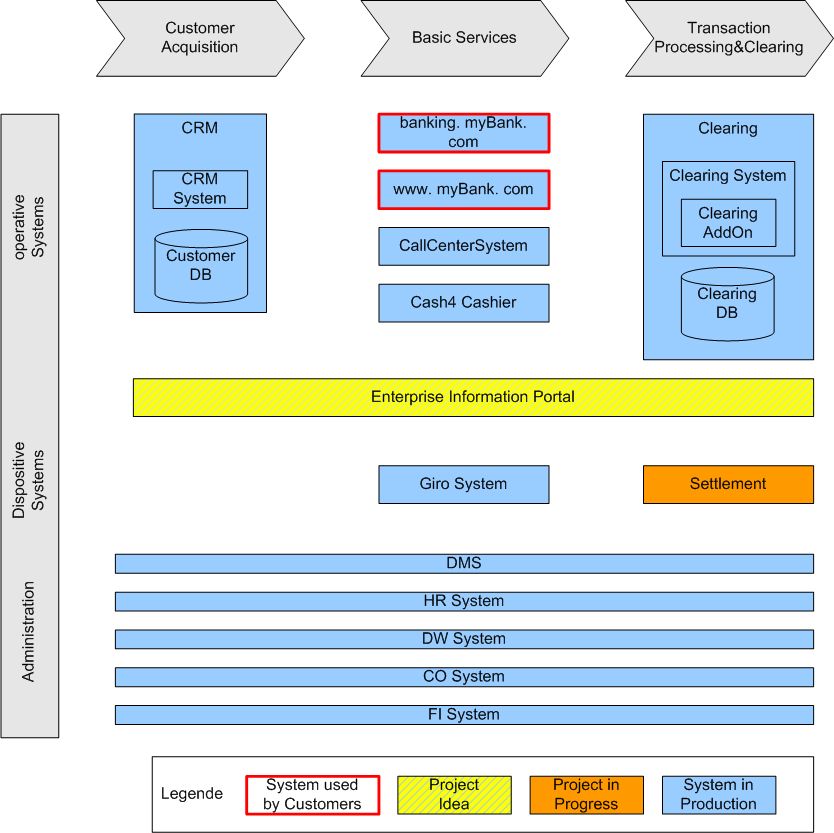 Customer
Acquisition
Basic Services
Transaction
Processing&Clearing
operative
Systems
CRM
CRM
System
Customer
DB
banking. myBank.
com
www. myBank. com
CallCenterSystem
Cash4 Cashier
Clearing
Clearing System
Clearing
AddOn
Clearing
DB
Enterprise Information Portal
Dispositive
Systems
Giro System
Settlement
Administration
DMS
HR System
DW System
CO System
FI System
Legende
System used
by Customers
Project
Idea
Project in
Progress
System in
Production